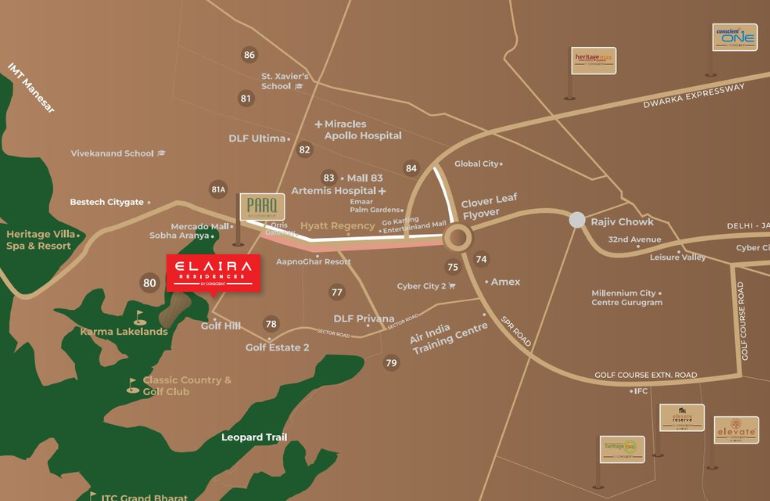 conscient
ONE
heritage max
DWARKA EXPRESSWAY
86
St. Xavier's
School
81
IMT Manesar
Miracles
Apollo Hospital
DLF Ultima
82
Vivekanand School
84
Global City
83
Mall 83
Artemis Hospital
81A
PARQ
Emaar
Palm Gardens
Clover Leaf
Flyover
Bestech Citygate
Go Karting
Entertainland Mall
Hyatt Regency
Orris
Rajiv Chowk
Mercado Mall
Sobha Aranya
Heritage Villa
Spa & Resort
DELHI - JA
32nd Avenue
Leisure Valley
Cyber Ci
ELAIRA
RESIDENCES
BY CONSCIENT
AapnoGhar Resort
75
74
80
77
Cyber City 2
Amex
Millennium City
Centre Gurugram
GOLF COURSE ROAD
Karma Lakelands
Golf Hill
78
SECTOR ROAD
DLF Privana
SECTOR ROAD
Air India
Training Centre
SPR ROAD
Golf Estate 2
79
GOLF COURSE EXTN. ROAD
IFC
Classic Country &
Golf Club
elevate
reserve
elevate
heritage
Leopard Trail
ITC Grand Bharat